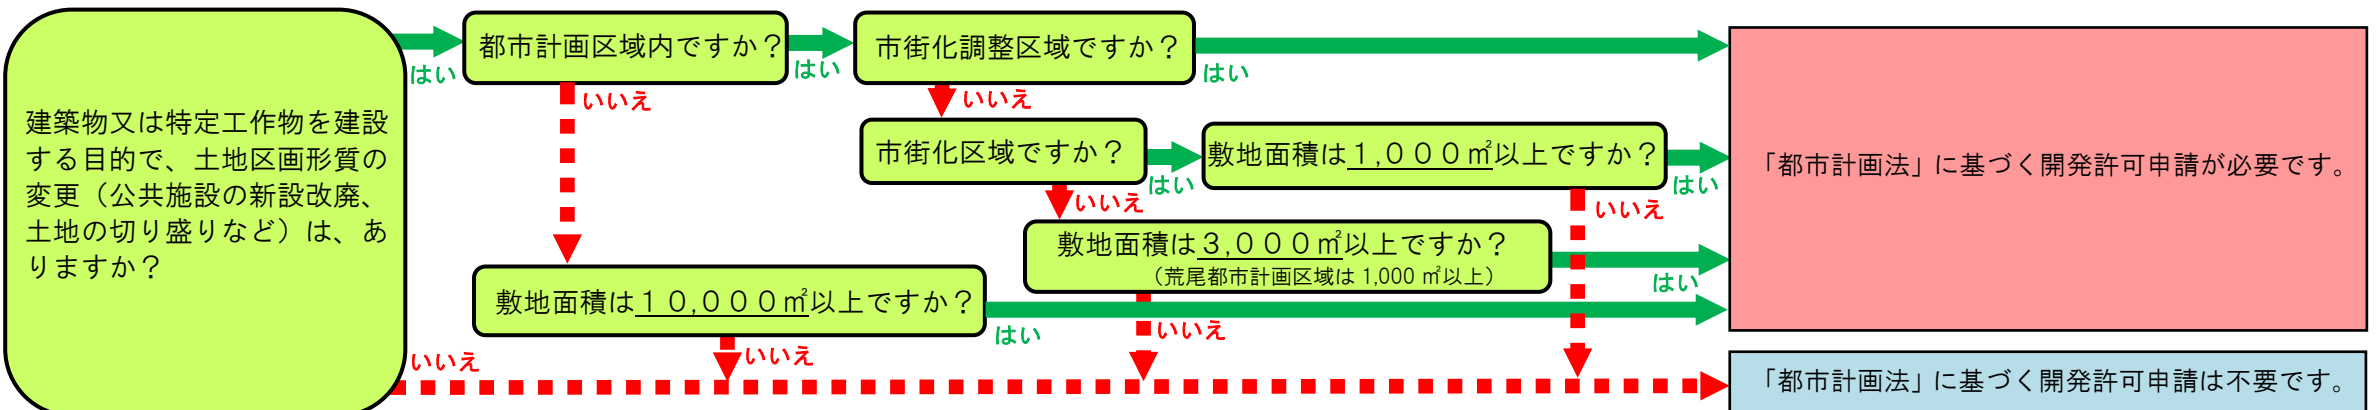 建築物又は特定工作物を建設
する目的で、土地区画形質の
変更（公共施設の新設改廃、
土地の切り盛りなど）は、あ
りますか？
はい
都市計画区域内ですか？
はい
市街化調整区域ですか？
はい
いいえ
いいえ
市街化区域ですか？
はい
敷地面積は１,０００㎡以上ですか？
はい
いいえ
いいえ
敷地面積は３,０００㎡以上ですか？
（荒尾都市計画区域は 1,000 ㎡以上）
はい
いいえ
敷地面積は１０,０００㎡以上ですか？
はい
いいえ
いいえ
「都市計画法」に基づく開発許可申請が必要です。
「都市計画法」に基づく開発許可申請は不要です。